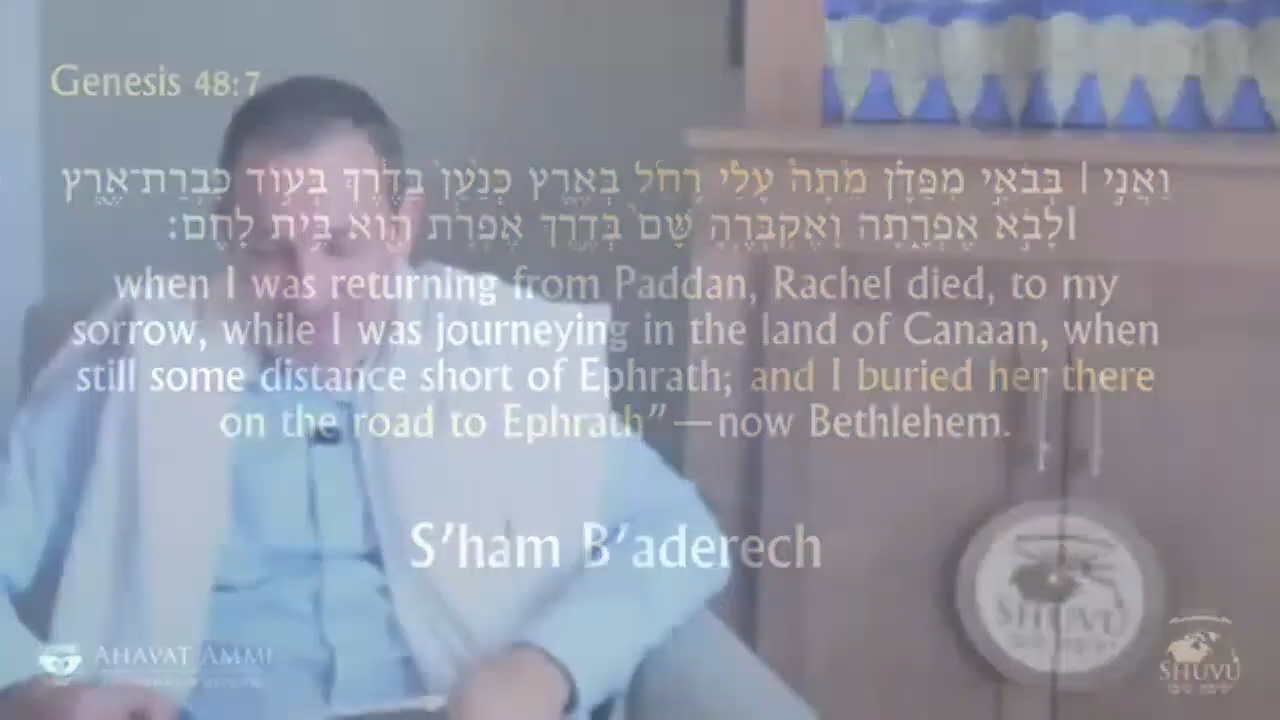 Genesis 48:7
וַאֲנִ֣י ׀ בְּבֹאִ֣י מִפַּדָּ֗ן מֵ֩תָה֩ עָלַ֨י רָחֵ֜ל בְּאֶ֤רֶץ כְּנַ֙עַן֙ בַּדֶּ֔רֶךְ בְּע֥וֹד כִּבְרַת־אֶ֖רֶץ
לָבֹ֣א אֶפְרָ֑תָה וָאֶקְבְּרֶ֤הָ שָּׁם֙ בְּדֶ֣רֶךְ אֶפְרָ֔ת הִ֖וא בֵּ֥ית לָֽחֶם׃
when I was returning from Paddan, Rachel died, to my
sorrow, while I was journeying in the land of Canaan, when
still some distance short of Ephrath; and I buried her there
on the road to Ephrath”—now Bethlehem.
S’ham B’aderech
SHUVU
AHAVAT AMMI
SHUVU